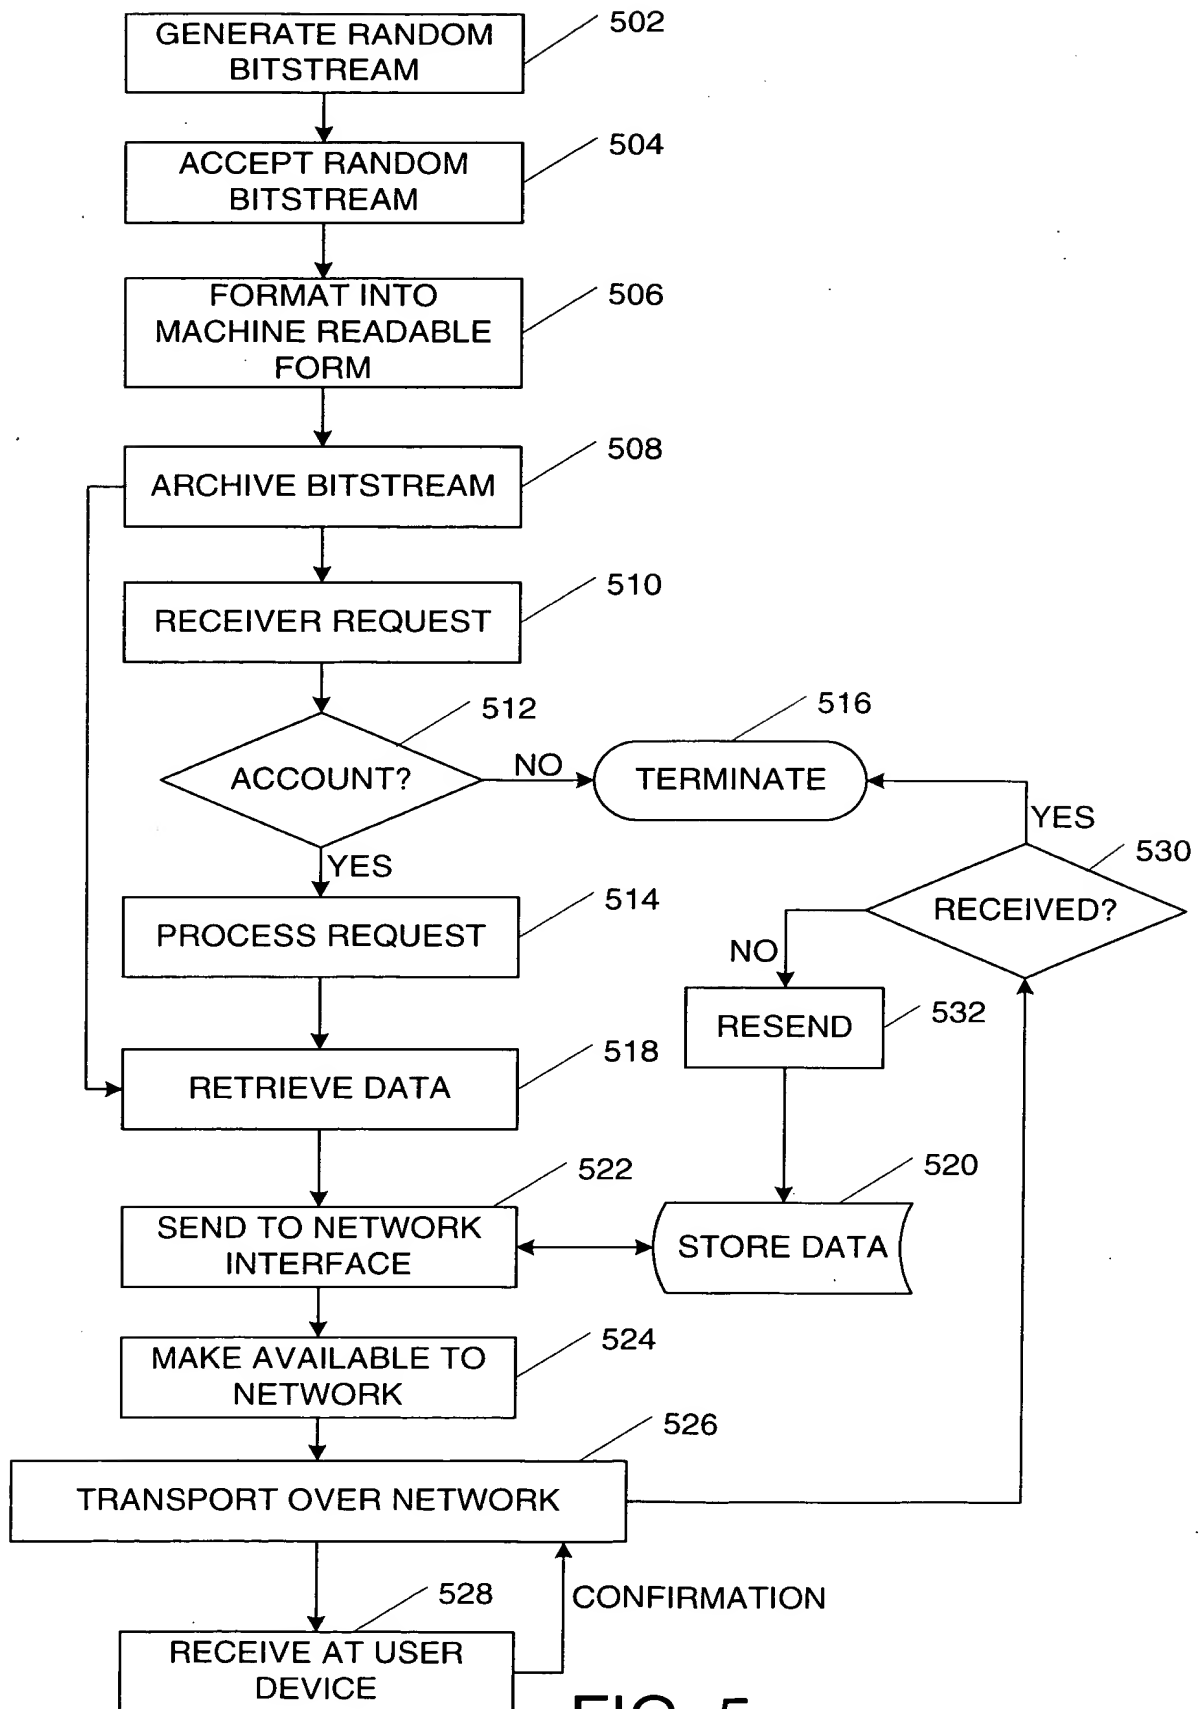 GENERATE RANDOM
BITSTREAM
502
ACCEPT RANDOM
BITSTREAM
504
FORMAT INTO
MACHINE READABLE
FORM
506
ARCHIVE BITSTREAM
508
RECEIVER REQUEST
510
ACCOUNT?
512
NO
TERMINATE
516
YES
YES
RECEIVED?
530
PROCESS REQUEST
514
NO
RESEND
532
RETRIEVE DATA
518
SEND TO NETWORK
INTERFACE
522
STORE DATA
520
MAKE AVAILABLE TO
NETWORK
524
TRANSPORT OVER NETWORK
526
CONFIRMATION
RECEIVE AT USER
DEVICE
528
FIG. 5